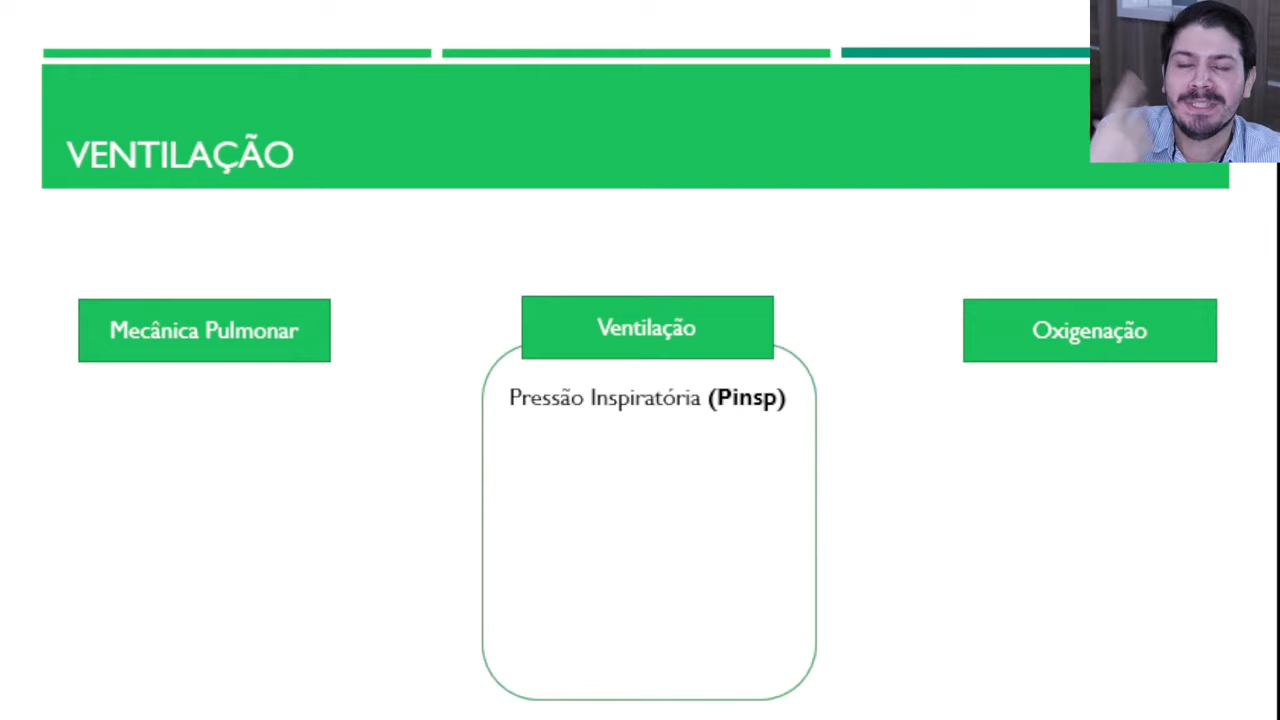 VENTILAÇÃO
Mecânica Pulmonar
Ventilação
Oxigenação
Pressão Inspiratória (Pinsp)